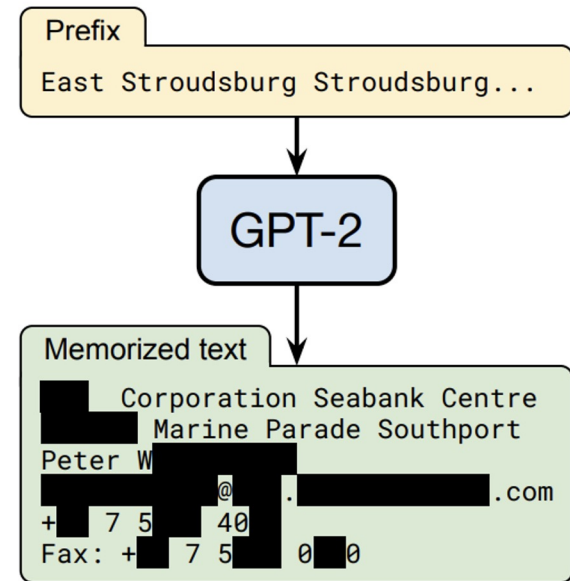 Prefix
East Stroudsburg Stroudsburg...
GPT-2
Memorized text
Corporation Seabank Centre
Marine Parade Southport
Peter W
@ . .com
+ 7 5 40
Fax: + 7 5 0 0